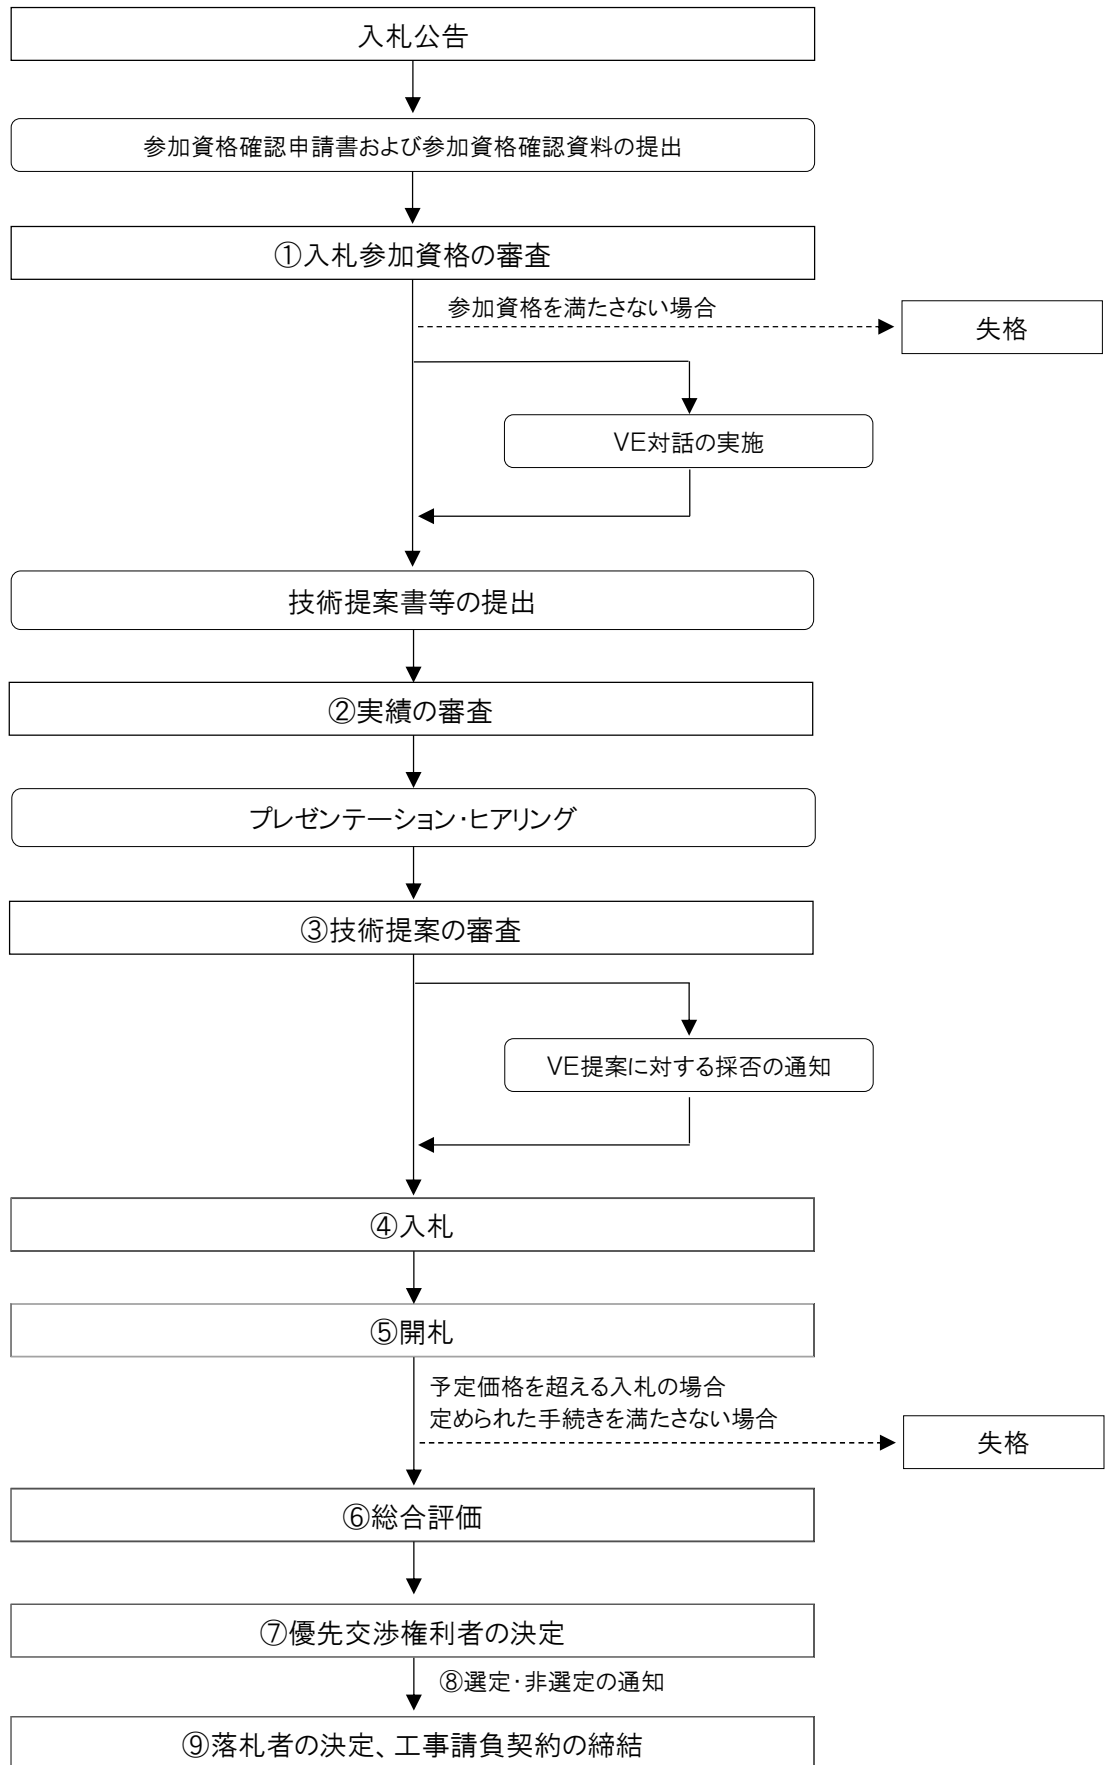 入札公告
参加資格確認申請書および参加資格確認資料の提出
①入札参加資格の審査
参加資格を満たさない場合
失格
VE対話の実施
技術提案書等の提出
②実績の審査
プレゼンテーション・ヒアリング
③技術提案の審査
VE提案に対する採否の通知
④入札
⑤開札
予定価格を超える入札の場合
定められた手続きを満たさない場合
失格
⑥総合評価
⑦優先交渉権利者の決定
⑧選定・非選定の通知
⑨落札者の決定、工事請負契約の締結